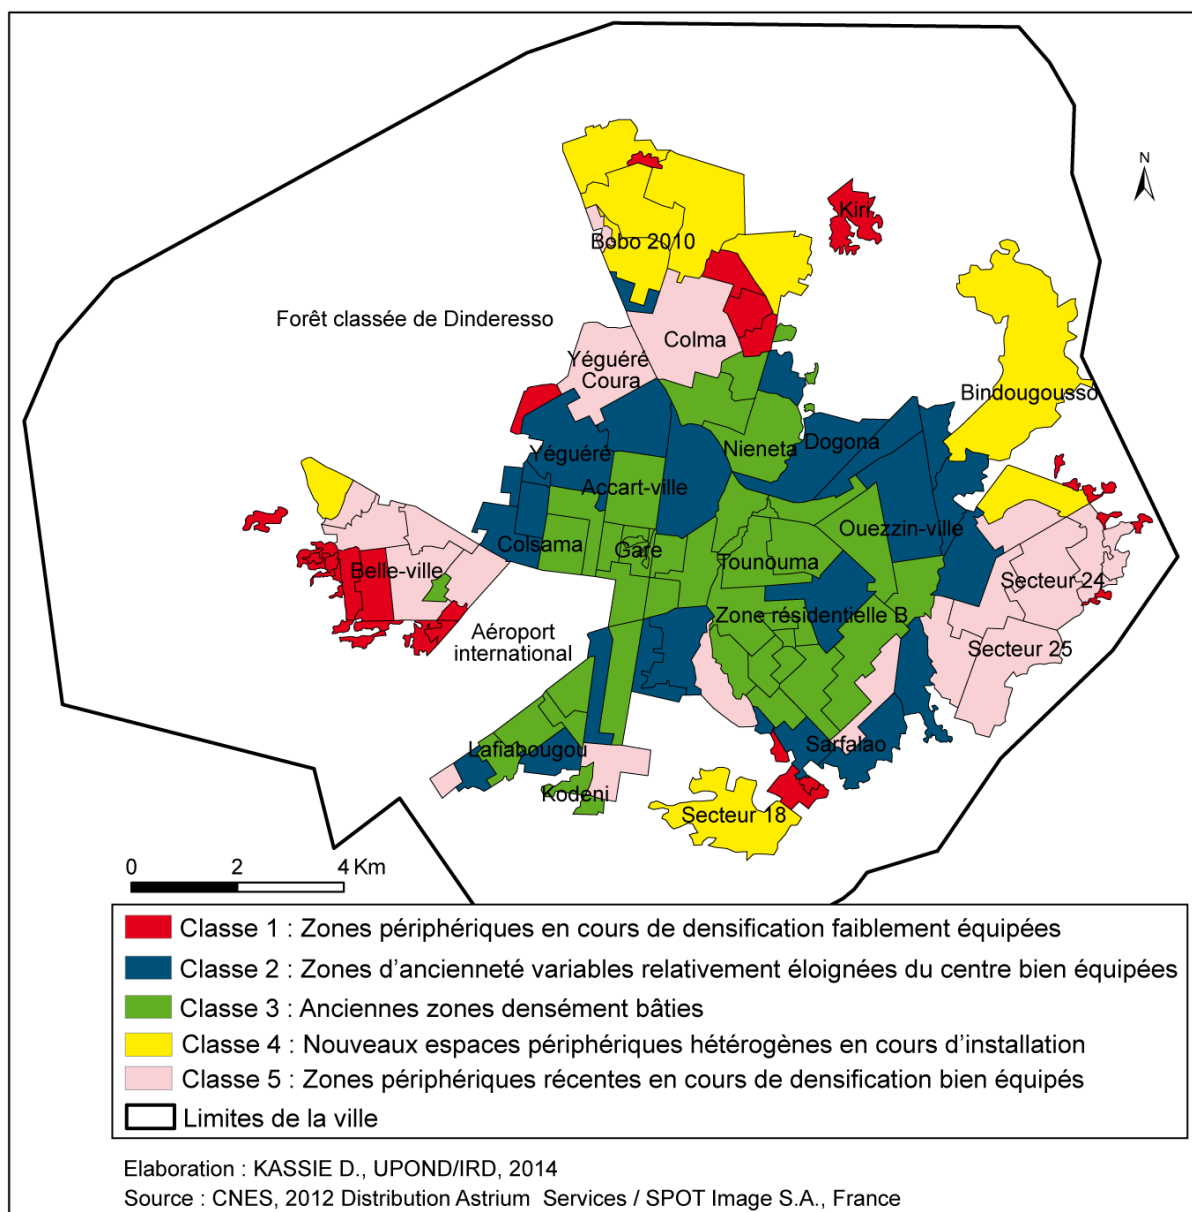 N
Kiri
Bobo 2010
Forêt classée de Dinderesso
Colma
Yéguéré
Coura
Bindougousso
Nieneta
Dogona
Yéguéré
Accart-ville
Ouezzin-ville
Colsama
Gare
Tounouma
Belle-ville
Secteur 24
Zone résidentielle B
Aéroport
international
Secteur 25
Lafiabougou
Sarfalao
Kodeni
Secteur 18
0 2 4 Km
Classe 1 : Zones périphériques en cours de densification faiblement équipées
Classe 2 : Zones d'ancienneté variables relativement éloignées du centre bien équipées
Classe 3 : Anciennes zones densément bâties
Classe 4 : Nouveaux espaces périphériques hétérogènes en cours d'installation
Classe 5 : Zones périphériques récentes en cours de densification bien équipés
Limites de la ville
Elaboration : KASSIE D., UPOND/IRD, 2014
Source : CNES, 2012 Distribution Astrium Services / SPOT Image S.A., France